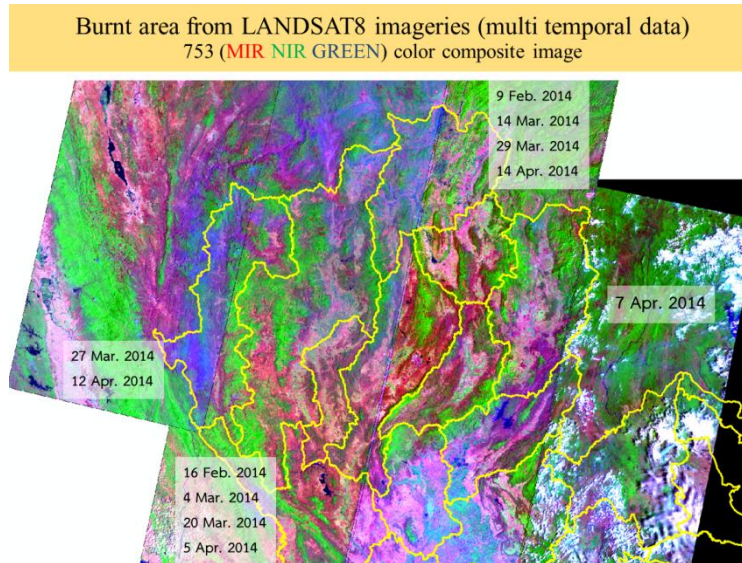 Burnt area from LANDSAT8 imageries (multi temporal data)
753 (MIR NIR GREEN) color composite image
9 Feb. 2014
14 Mar. 2014
29 Mar. 2014
14 Apr. 2014
7 Apr. 2014
27 Mar. 2014
12 Apr. 2014
16 Feb. 2014
4 Mar. 2014
20 Mar. 2014
5 Apr. 2014